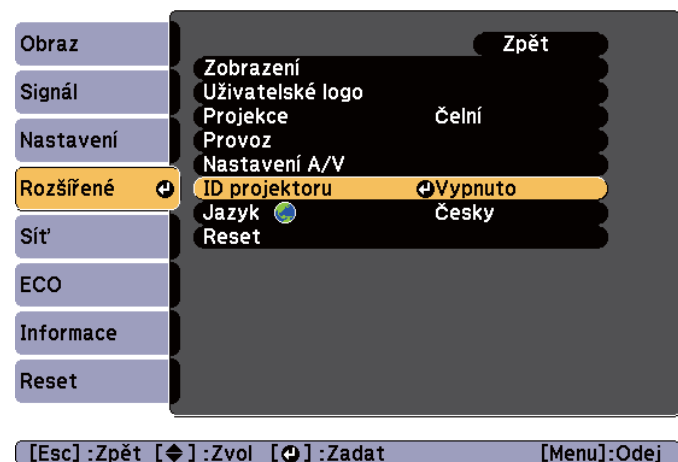 Obraz
Signál
Nastavení
Rozšířené
Síť
ECO
Informace
Reset
Zpět
Zobrazení
Uživatelské logo
Projekce Čelní
Provoz
Nastavení A/V
ID projektoru Vypnuto
Jazyk Česky
Reset
[Esc] :Zpět [ ] :Zvol [ ] :Zadat [Menu]:Odej